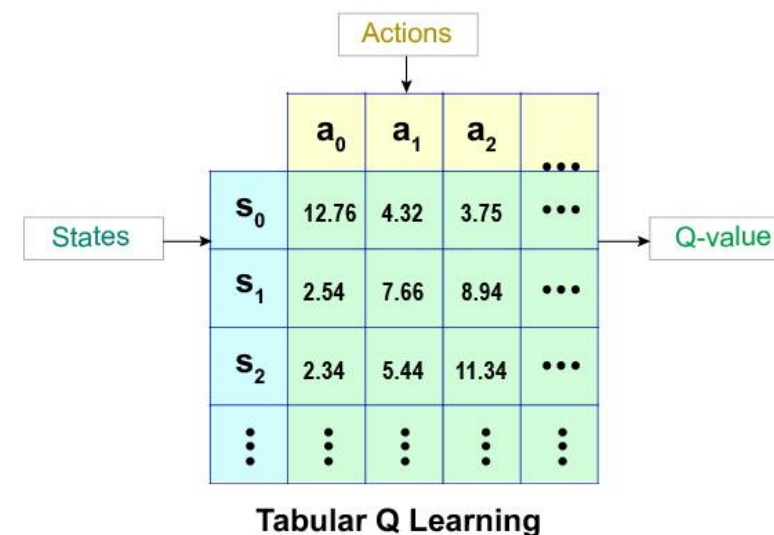 Actions
a₀ a₁ a₂ ...
States
s₀ 12.76 4.32 3.75 ...
Q-value
s₁ 2.54 7.66 8.94 ...
s₂ 2.34 5.44 11.34 ...
⋮ ⋮ ⋮ ⋮ ⋮
Tabular Q Learning